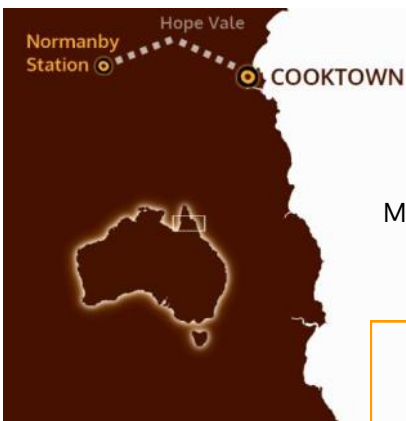 Hope Vale
Normanby
Station
COOKTOWN
M